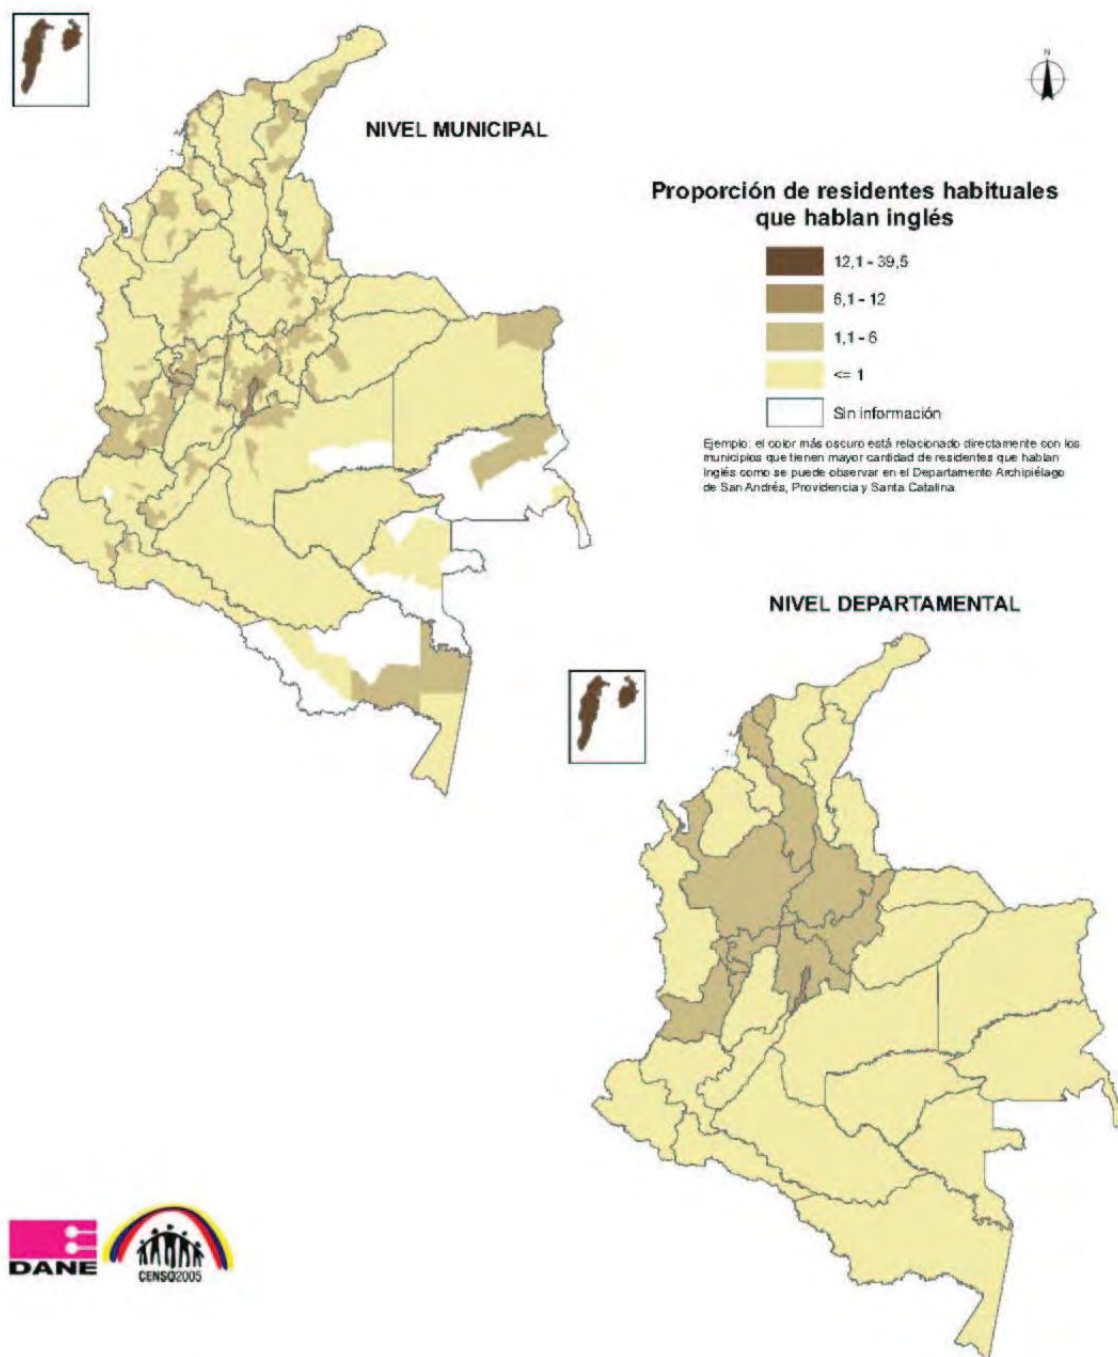 N
NIVEL MUNICIPAL
Proporción de residentes habituales
que hablan inglés
12,1 - 39,5
6,1 - 12
1,1 - 6
<= 1
Sin información
Ejemplo: el color más oscuro está relacionado directamente con los
municipios que tienen mayor cantidad de residentes que hablan
Inglés como se puede observar en el Departamento Archipiélago
de San Andrés, Providencia y Santa Catalina.
NIVEL DEPARTAMENTAL
DANE
CENSO2005